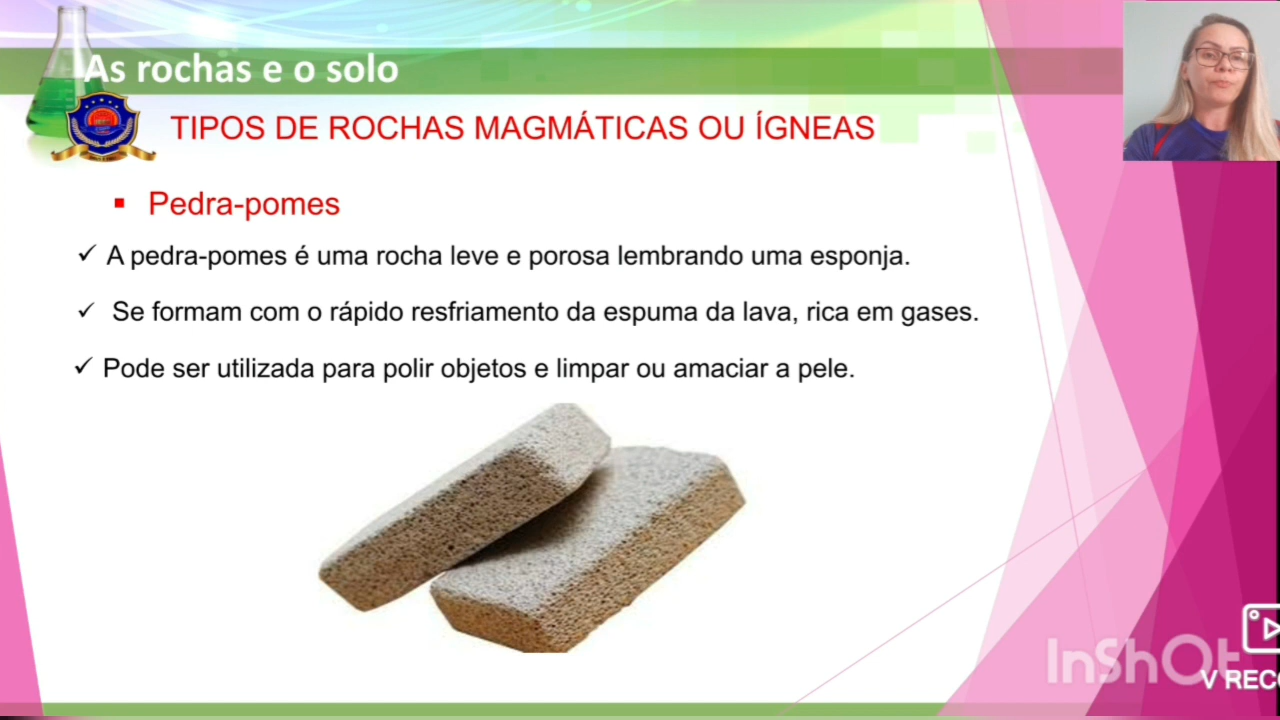 As rochas e o solo
TIPOS DE ROCHAS MAGMÁTICAS OU ÍGNEAS
Pedra-pomes
A pedra-pomes é uma rocha leve e porosa lembrando uma esponja.
Se formam com o rápido resfriamento da espuma da lava, rica em gases.
Pode ser utilizada para polir objetos e limpar ou amaciar a pele.
InShOt
V REC